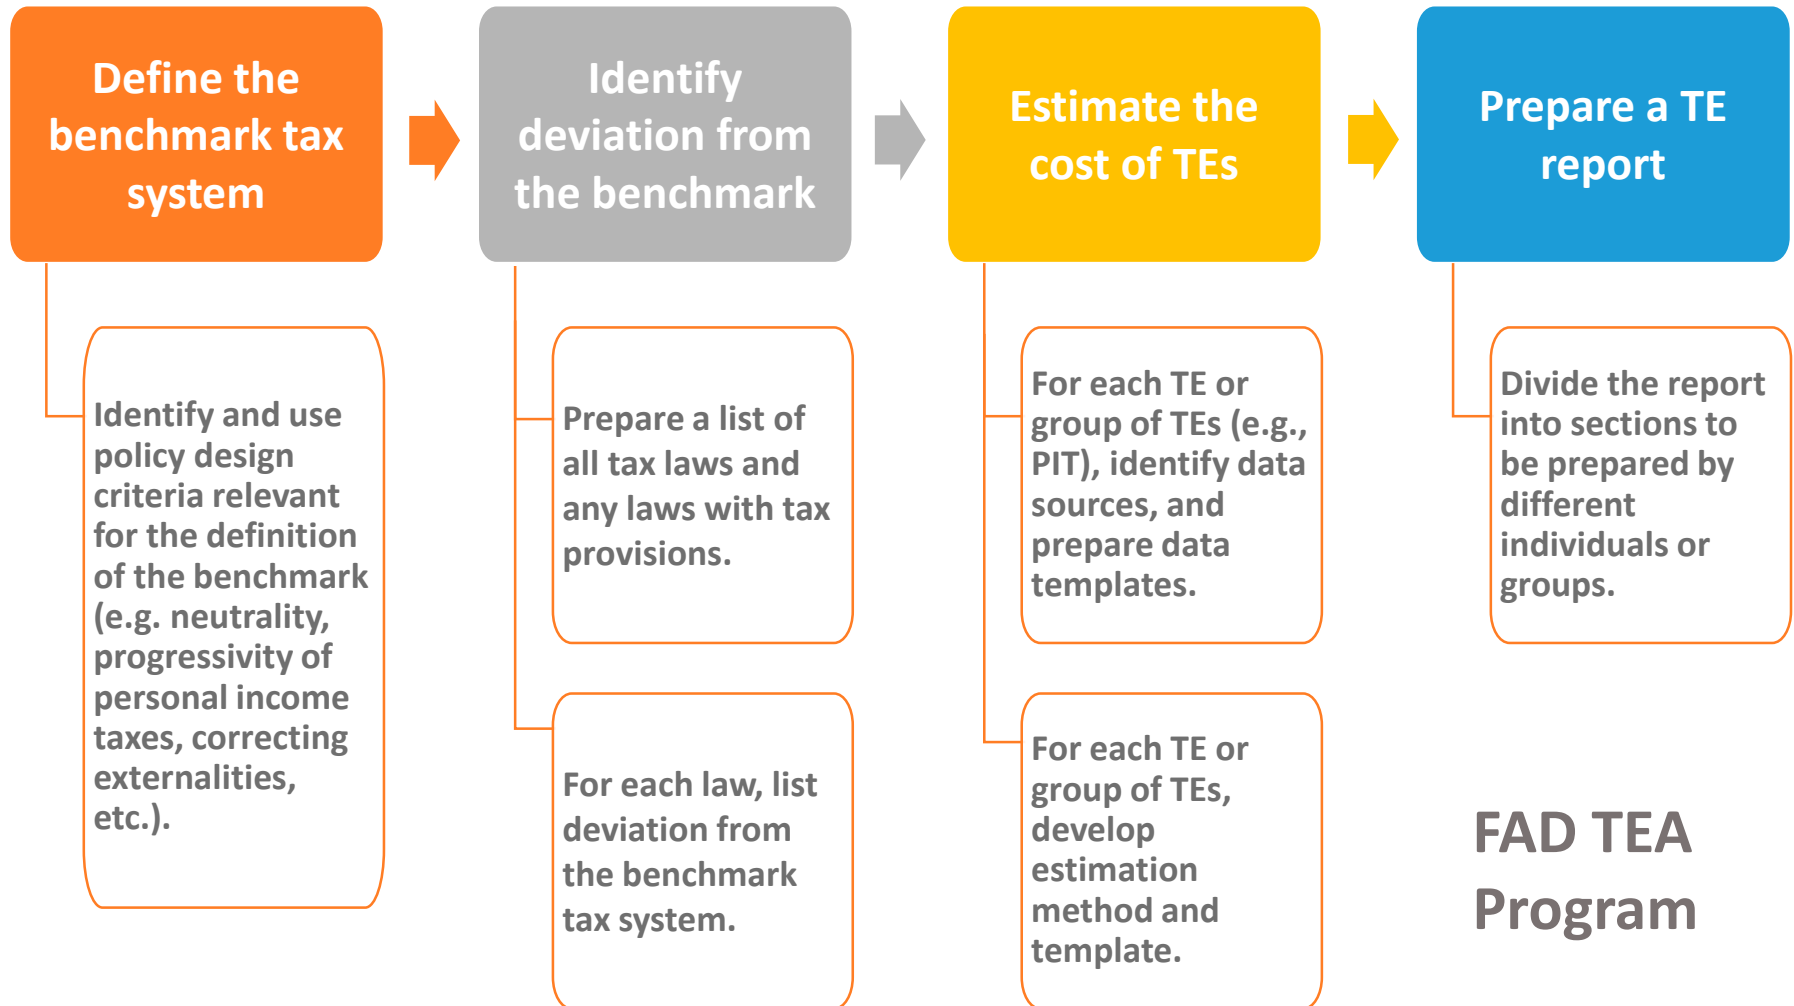 Define the
benchmark tax
system
Identify
deviation from
the benchmark
Estimate the
cost of TEs
Prepare a TE
report
Identify and use
policy design
criteria relevant
for the definition
of the benchmark
(e.g. neutrality,
progressivity of
personal income
taxes, correcting
externalities,
etc.).
Prepare a list of
all tax laws and
any laws with tax
provisions.
For each law, list
deviation from
the benchmark
tax system.
For each TE or
group of TEs (e.g.,
PIT), identify data
sources, and
prepare data
templates.
For each TE or
group of TEs,
develop
estimation
method and
template.
Divide the report
into sections to
be prepared by
different
individuals or
groups.
FAD TEA
Program